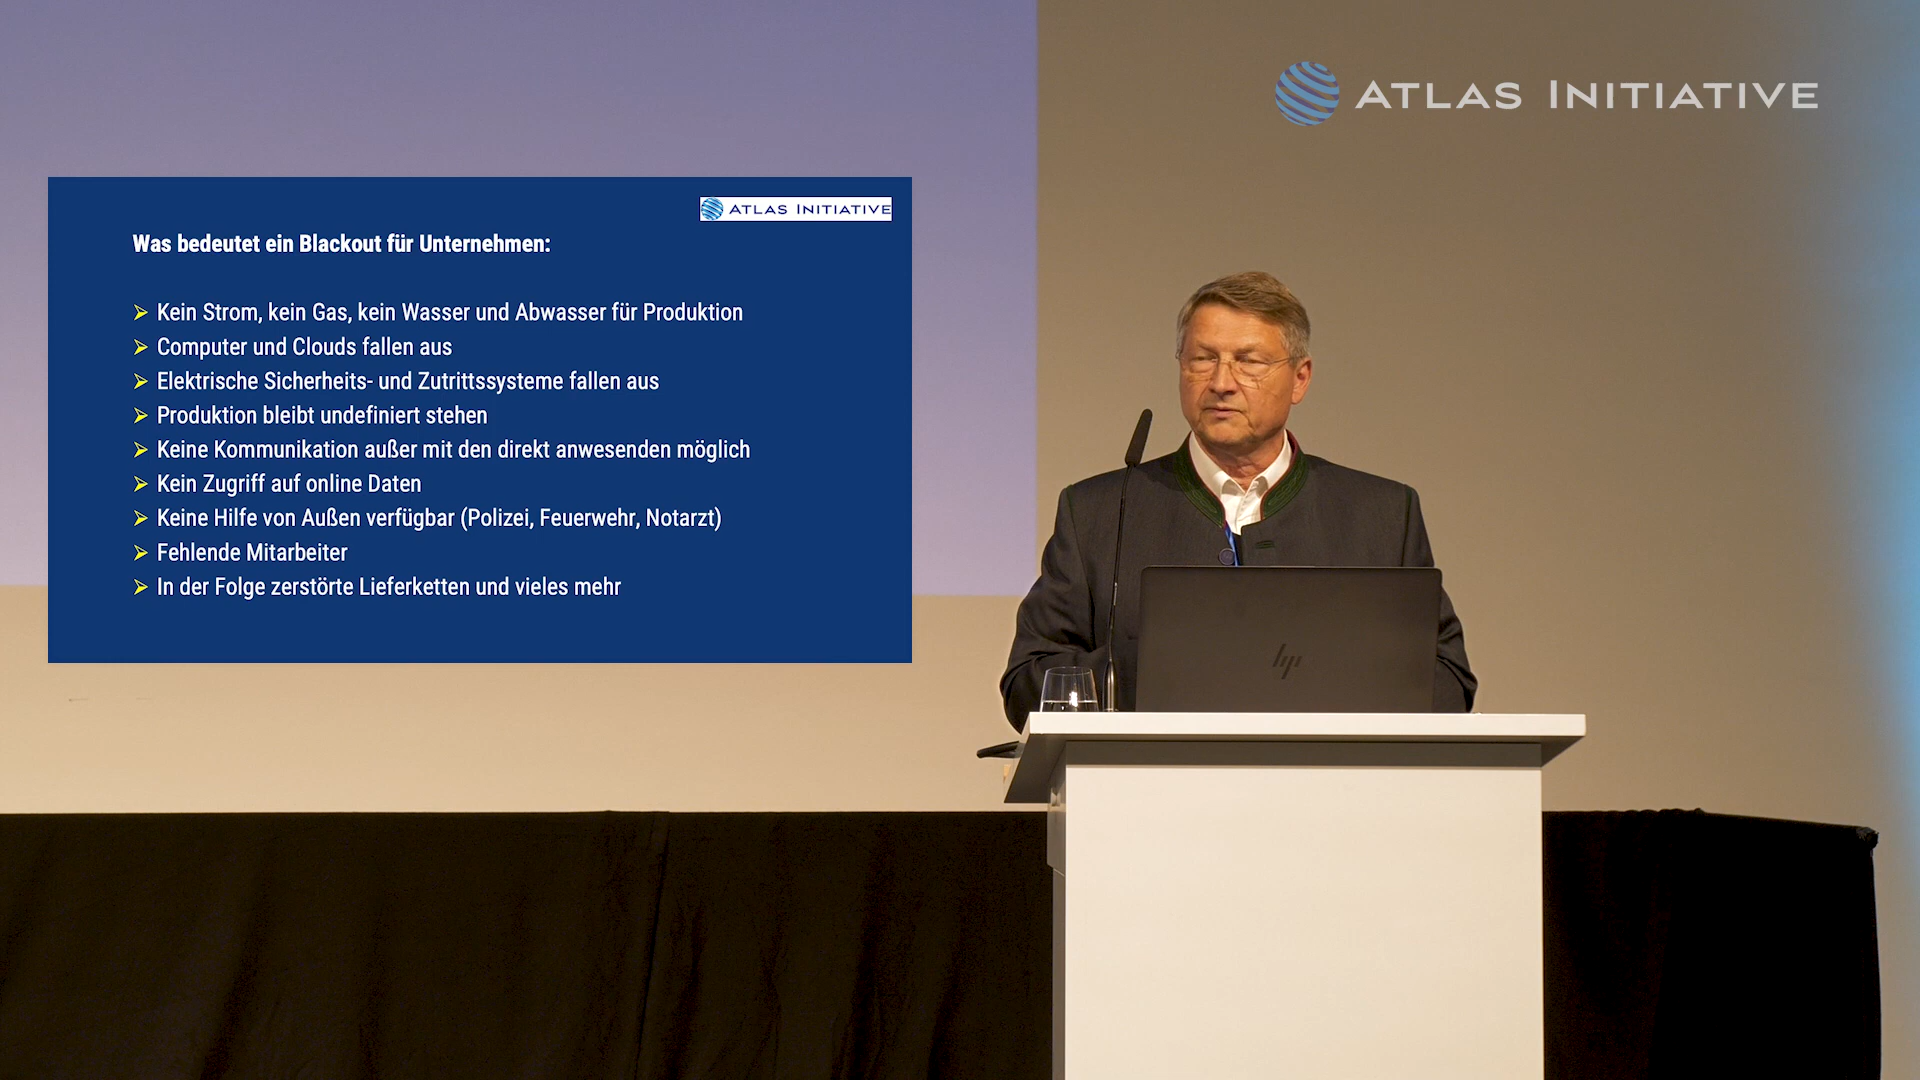 ATLAS INITIATIVE
ATLAS INITIATIVE
Was bedeutet ein Blackout für Unternehmen:
Kein Strom, kein Gas, kein Wasser und Abwasser für Produktion
Computer und Clouds fallen aus
Elektrische Sicherheits- und Zutrittssysteme fallen aus
Produktion bleibt undefiniert stehen
Keine Kommunikation außer mit den direkt anwesenden möglich
Kein Zugriff auf online Daten
Keine Hilfe von Außen verfügbar (Polizei, Feuerwehr, Notarzt)
Fehlende Mitarbeiter
In der Folge zerstörte Lieferketten und vieles mehr
hp